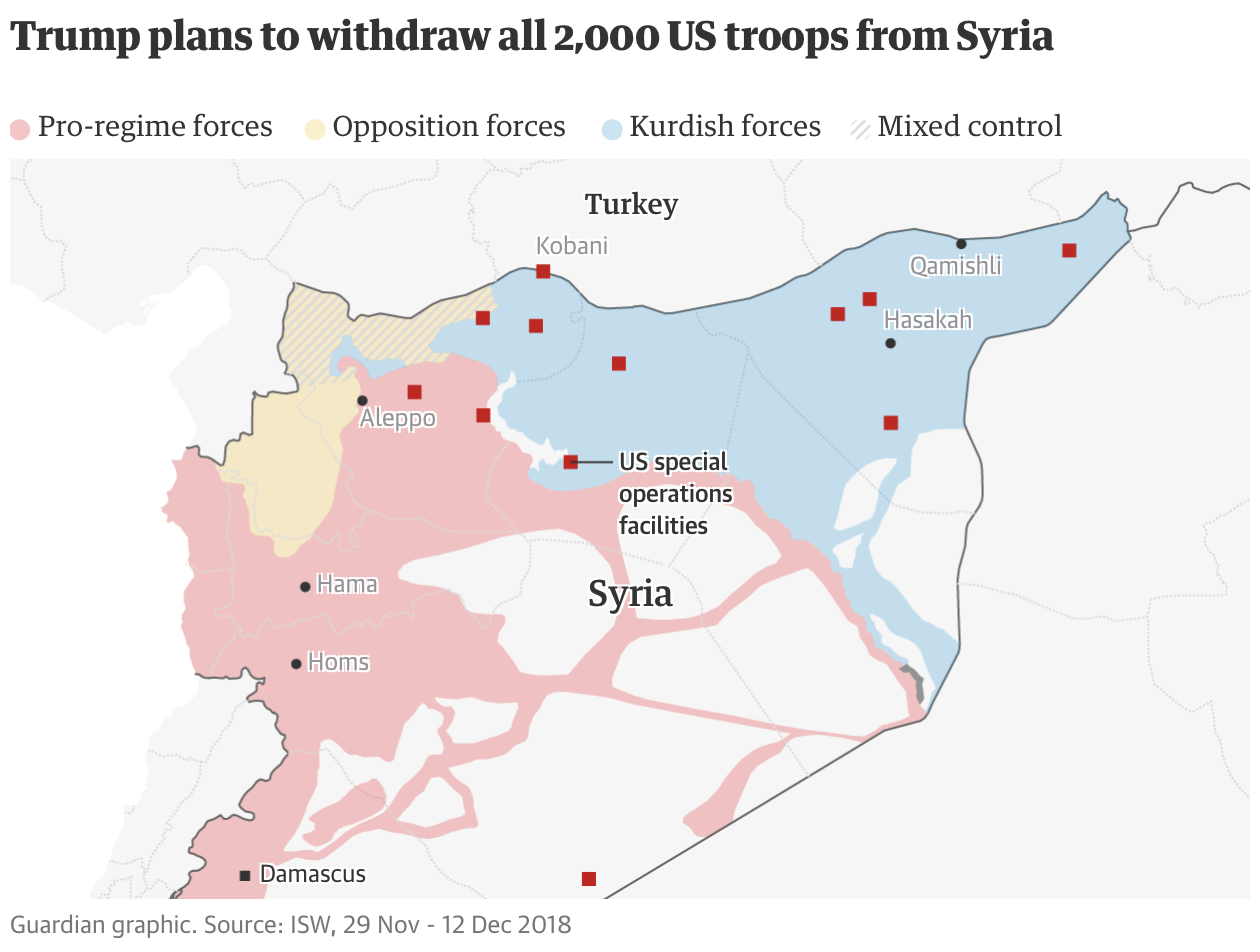 Trump plans to withdraw all 2,000 US troops from Syria
Pro-regime forces
Opposition forces
Kurdish forces
Mixed control
Turkey
Kobani
Qamishli
Hasakah
Aleppo
US special
operations
facilities
Hama
Syria
Homs
Damascus
Guardian graphic. Source: ISW, 29 Nov - 12 Dec 2018